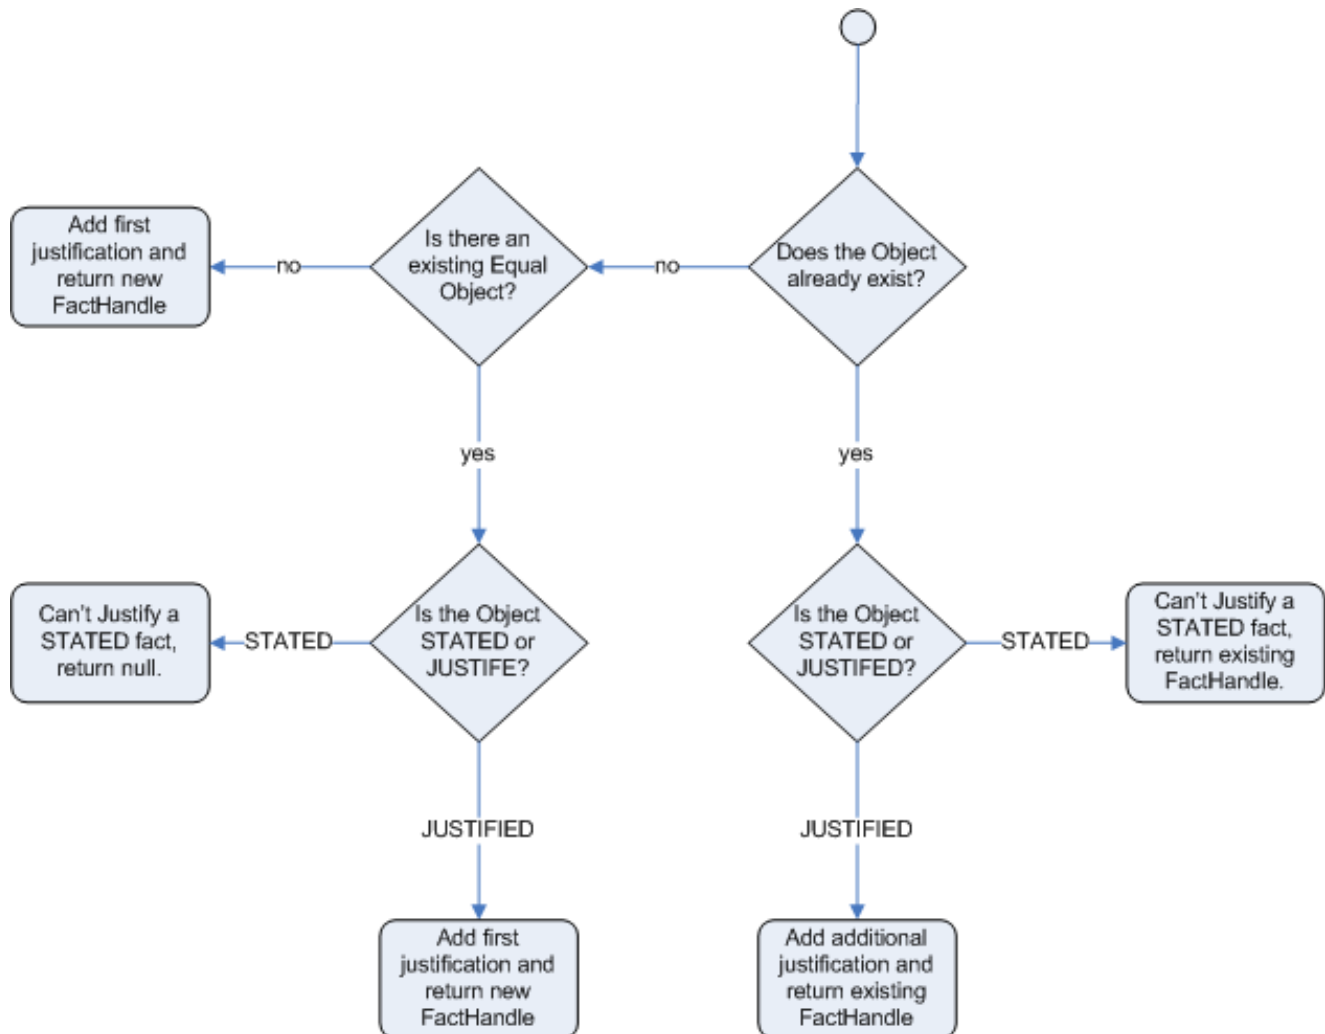 Add first
justification and
return new
FactHandle
no
Is there an
existing Equal
Object?
no
Does the Object
already exist?
yes
yes
Can't Justify a
STATED fact,
return null.
STATED
Is the Object
STATED or
JUSTIFE?
Is the Object
STATED or
JUSTIFED?
STATED
Can't Justify a
STATED fact,
return existing
FactHandle.
JUSTIFIED
JUSTIFIED
Add first
justification and
return new
FactHandle
Add additional
justification and
return existing
FactHandle